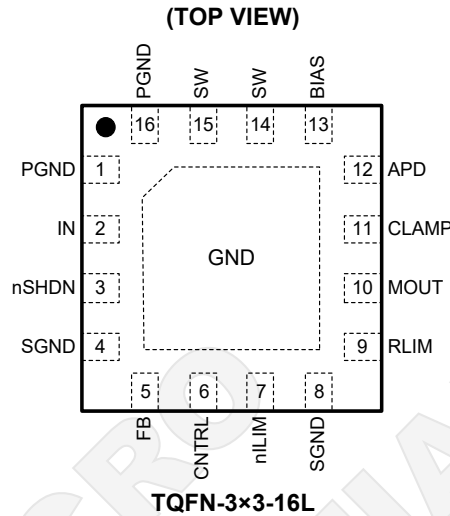 (TOP VIEW)
PGND SW SW BIAS
16 15 14 13
PGND 1 12 APD
IN 2 11 CLAMP
GND
nSHDN 3 10 MOUT
SGND 4 9 RLIM
5 6 7 8
FB CNTRL nILIM SGND
TQFN-3×3-16L